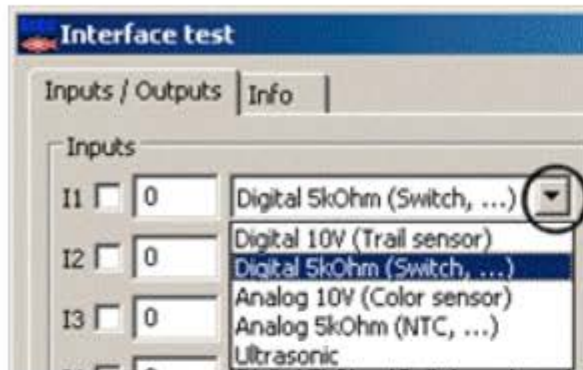 Interface test
Inputs / Outputs Info
Inputs
I1 0 Digital 5kOhm (Switch, ...)
Digital 10V (Trail sensor)
I2 0 Digital 5kOhm (Switch, ...)
Analog 10V (Color sensor)
I3 0 Analog 5kOhm (NTC, ...)
Ultrasonic